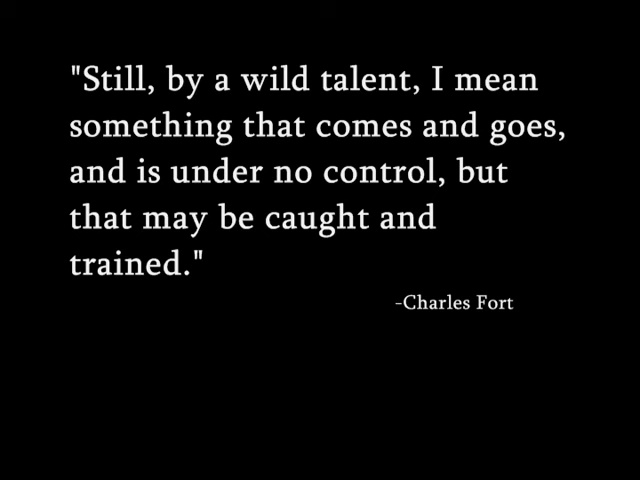 "Still, by a wild talent, I mean
something that comes and goes,
and is under no control, but
that may be caught and
trained."
-Charles Fort